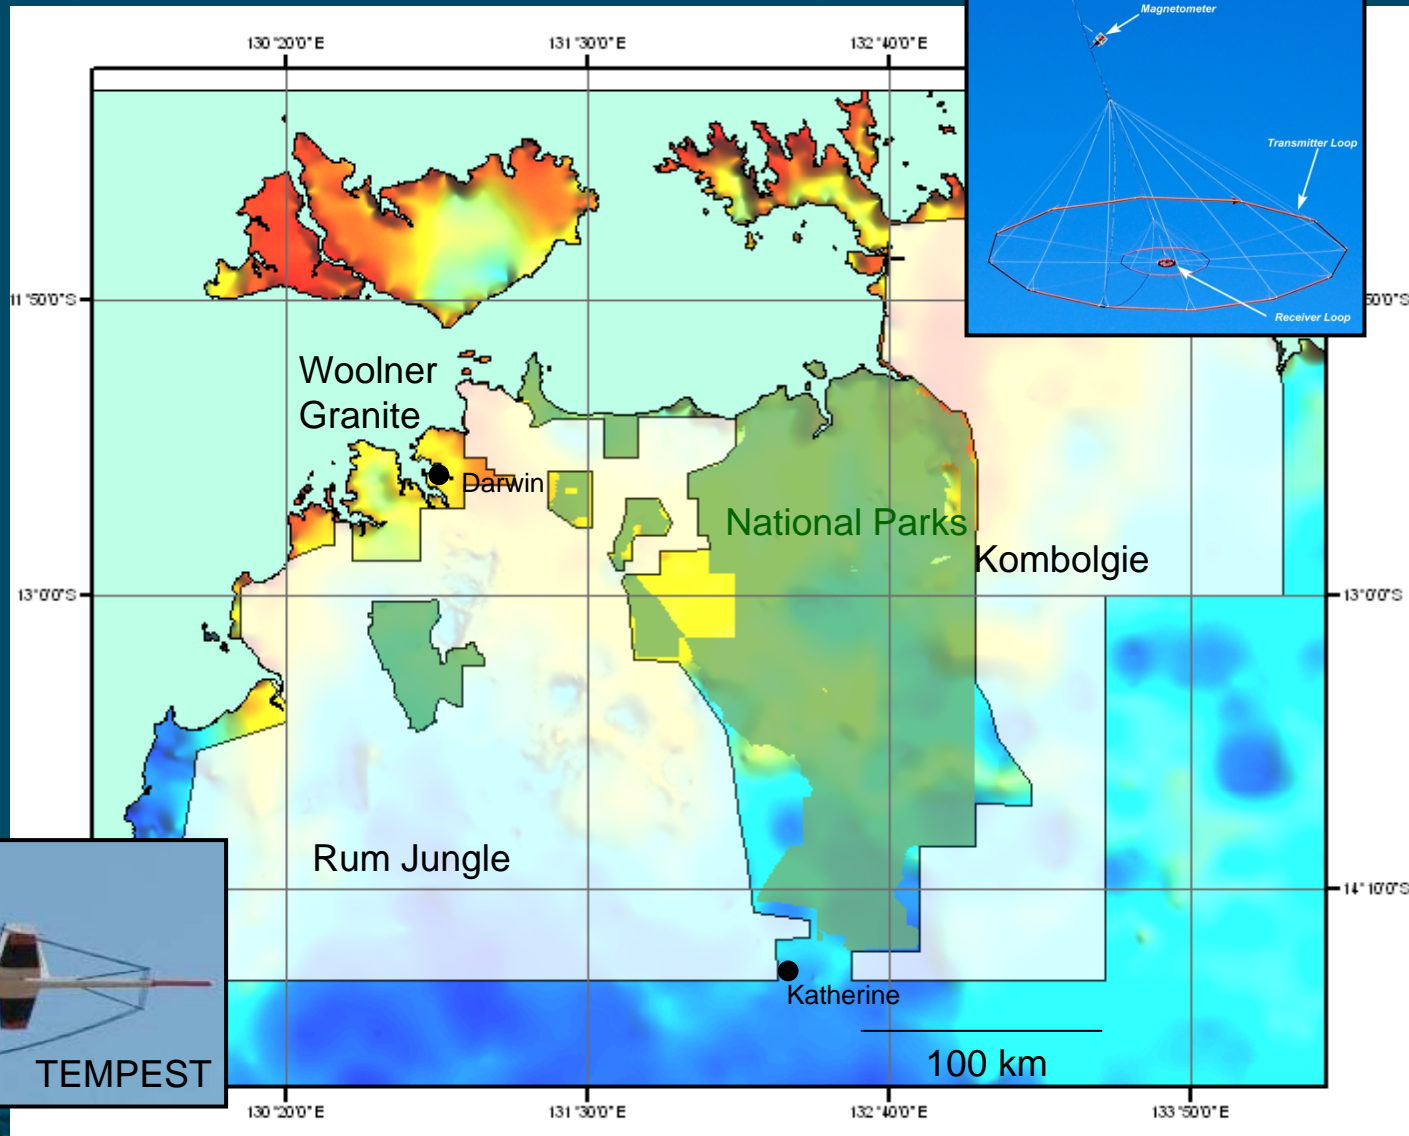 Magnetometer
Transmitter Loop
Receiver Loop
130°20'0"E
131°30'0"E
132°40'0"E
11°50'0"S
50'0"S
Woolner
Granite
Darwin
National Parks
Kombolgie
13°0'0"S
13°0'0"S
Rum Jungle
14°10'0"S
Katherine
100 km
TEMPEST
130°20'0"E
131°30'0"E
132°40'0"E
133°50'0"E